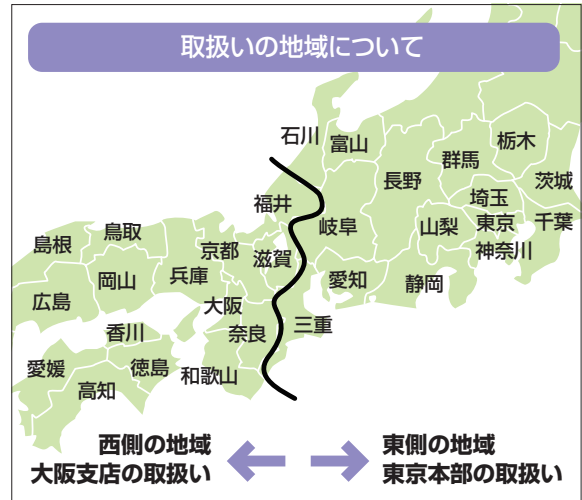 取扱いの地域について
石川
富山
栃木
群馬
長野
茨城
福井
埼玉
岐阜
山梨
東京
千葉
神奈川
鳥取
島根
京都
滋賀
兵庫
岡山
愛知
静岡
広島
大阪
三重
奈良
香川
愛媛
徳島
和歌山
高知
西側の地域
大阪支店の取扱い
東側の地域
東京本部の取扱い